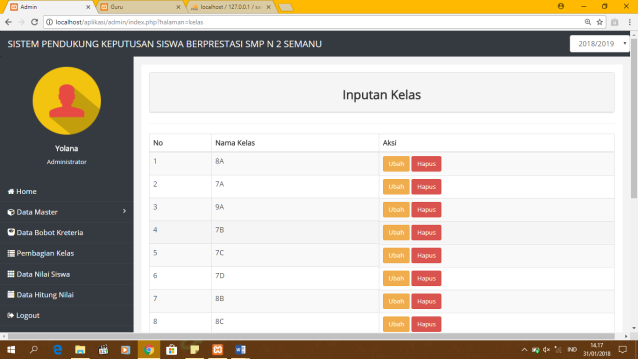 Admin
Guru
localhost / 127.0.0.1 /
localhost/aplikasi/admin/index.php?halaman=kelas
SISTEM PENDUKUNG KEPUTUSAN SISWA BERPRESTASI SMP N 2 SEMANU
2018/2019
Yolana
Administrator
Home
Data Master
Data Bobot Kreteria
Pembagian Kelas
Data Nilai Siswa
Data Hitung Nilai
Logout
Inputan Kelas
No Nama Kelas Aksi
1 8A Ubah Hapus
2 7A Ubah Hapus
3 9A Ubah Hapus
4 7B Ubah Hapus
5 7C Ubah Hapus
6 7D Ubah Hapus
7 8B Ubah Hapus
8 8C Ubah Hapus
IND
14.17
31/01/2018